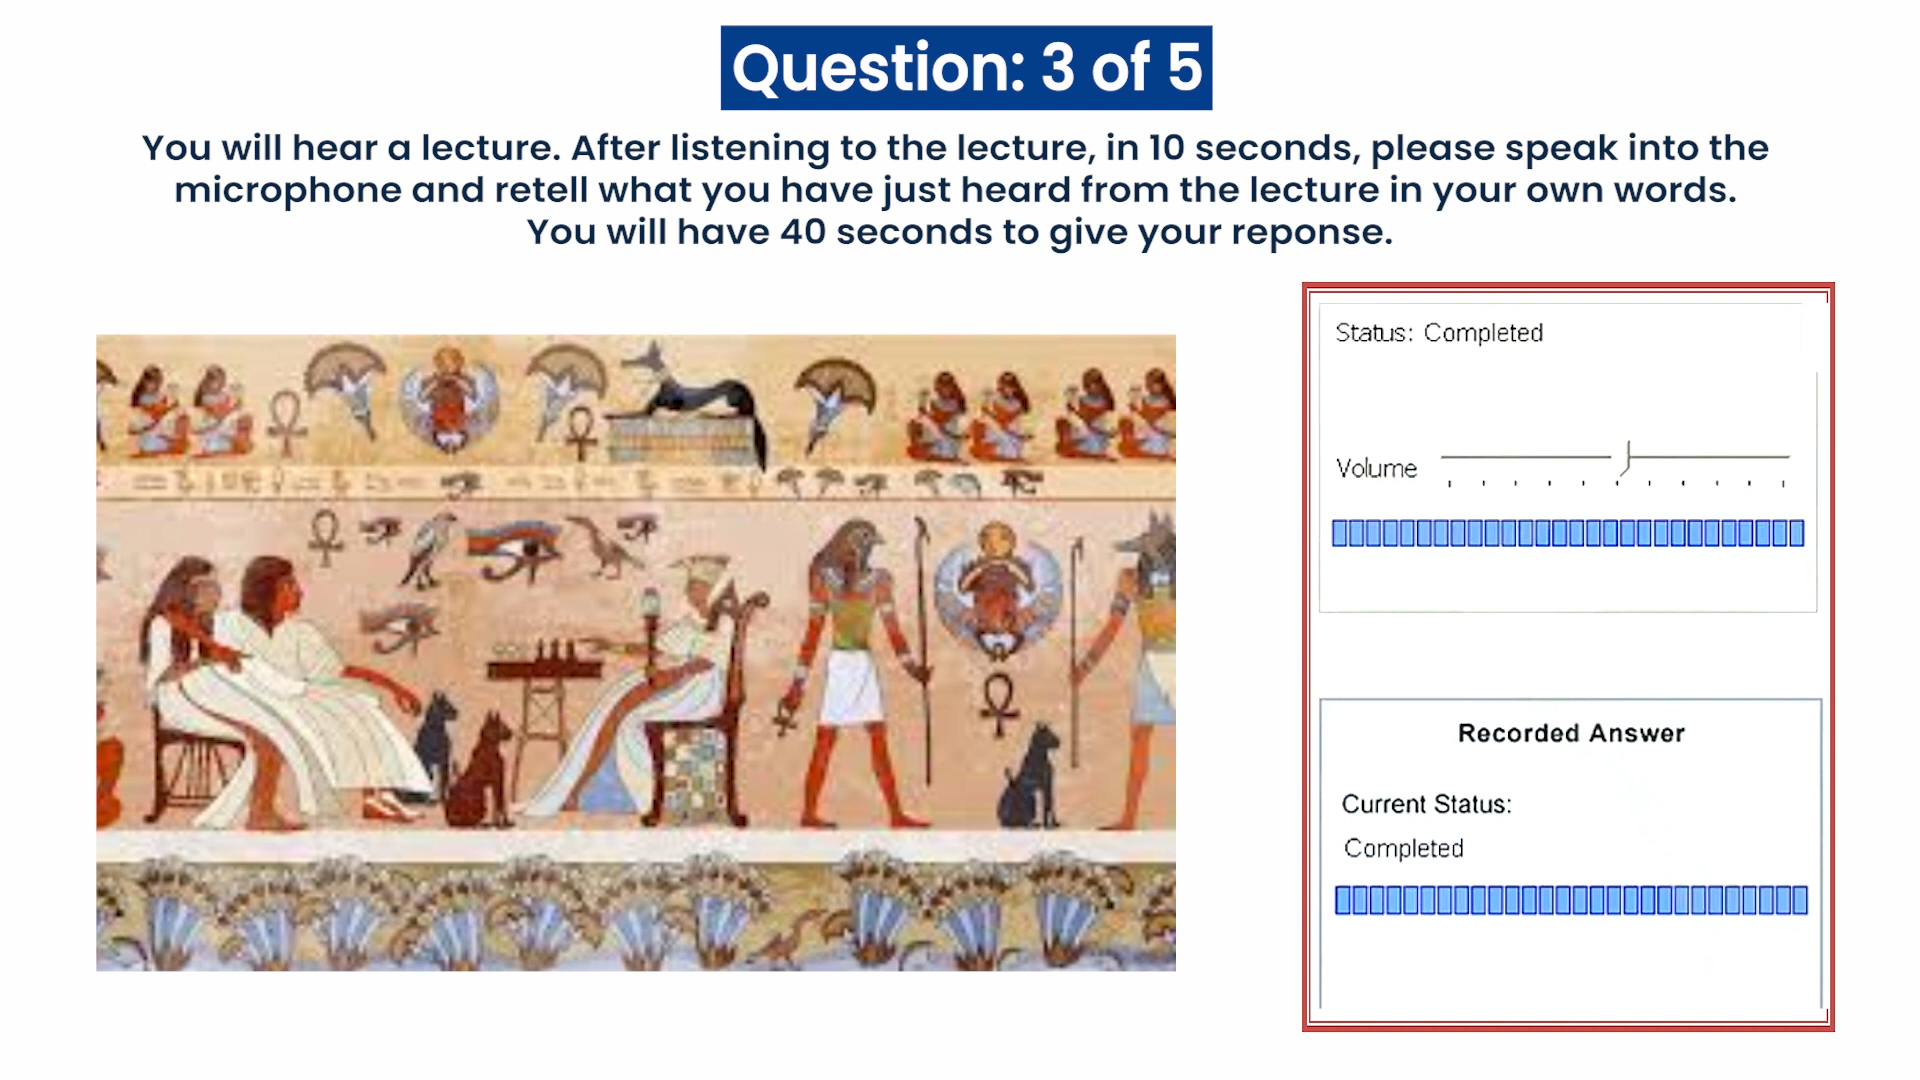 Question: 3 of 5
You will hear a lecture. After listening to the lecture, in 10 seconds, please speak into the
microphone and retell what you have just heard from the lecture in your own words.
You will have 40 seconds to give your reponse.
Status: Completed
Volume
Recorded Answer
Current Status:
Completed